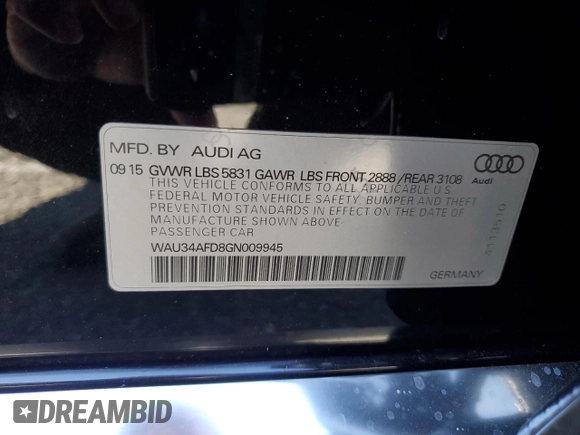 MFD. BY AUDI AG
09 15 GVWR LBS 5831 GAWR LBS FRONT 2888 / REAR 3108
THIS VEHICLE CONFORMS TO ALL APPLICABLE U.S.
FEDERAL MOTOR VEHICLE SAFETY, BUMPER AND THEFT
PREVENTION STANDARDS IN EFFECT ON THE DATE OF
MANUFACTURE SHOWN ABOVE
PASSENGER CAR
WAU34AFD8GN009945
GERMANY
Audi
4113510
DREAMBID